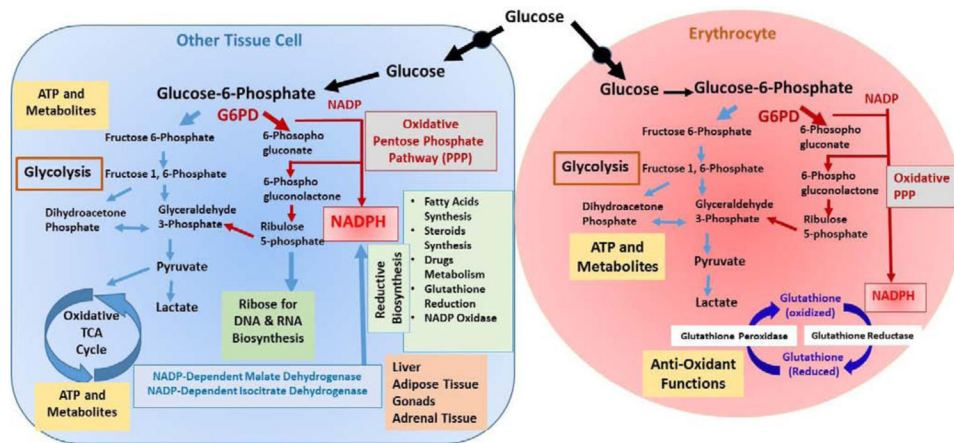 Glucose
Other Tissue Cell
Glucose
ATP and
Metabolites
Glucose-6-Phosphate
NADP
G6PD
Fructose 6-Phosphate
6-Phosopho
gluconate
Oxidative
Pentose Phosphate
Pathway (PPP)
Glycolysis
Fructose 1, 6-Phosphate
6-Phospho
gluconolactone
Dihydroacetone
Phosphate
Glyceraldehyde
3-Phosphate
Ribulose
5-phosphate
NADPH
• Fatty Acids
Synthesis
• Steroids
Synthesis
• Drugs
Metabolism
• Glutathione
Reduction
• NADP Oxidase
Reductive
Biosynthesis
Pyruvate
Lactate
Oxidative
TCA
Cycle
Ribose for
DNA & RNA
Biosynthesis
ATP and
Metabolites
NADP-Dependent Malate Dehydrogenase
NADP-Dependent Isocitrate Dehydrogenase
Liver
Adipose Tissue
Gonads
Adrenal Tissue
Erythrocyte
Glucose
Glucose-6-Phosphate
NADP
G6PD
Fructose 6-Phosphate
6-Phosopho
gluconate
Glycolysis
Fructose 1, 6-Phosphate
6-Phospho
gluconolactone
Oxidative
PPP
Dihydroacetone
Phosphate
Glyceraldehyde
3-Phosphate
Ribulose
5-phosphate
ATP and
Metabolites
Pyruvate
Lactate
NADPH
Glutathione
(oxidized)
Glutathione Peroxidase
Glutathione Reductase
Glutathione
(Reduced)
Anti-Oxidant
Functions